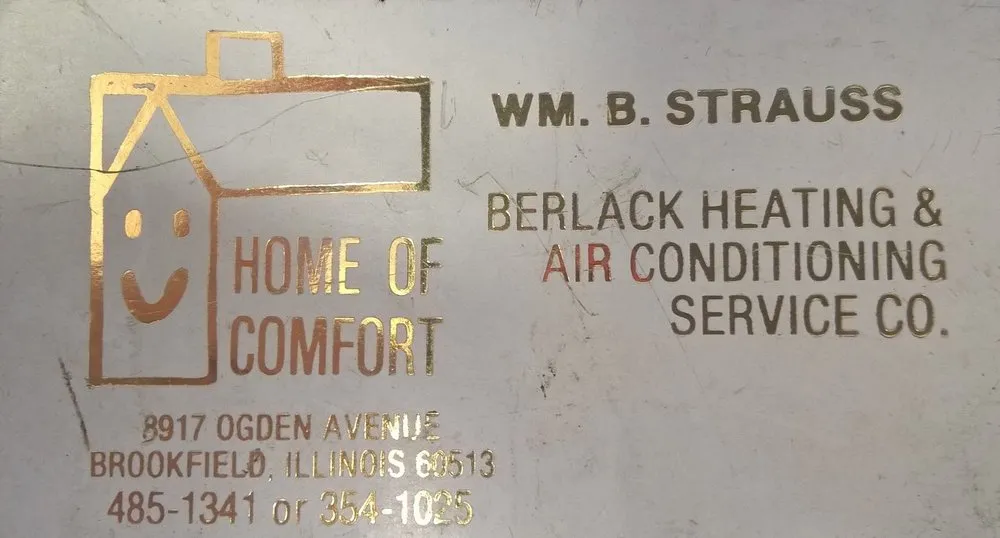 WM. B. STRAUSS
BERLACK HEATING &
AIR CONDITIONING
SERVICE CO.
HOME OF
COMFORT
8917 OGDEN AVENUE
BROOKFIELD, ILLINOIS 60513
485-1341 or 354-1025